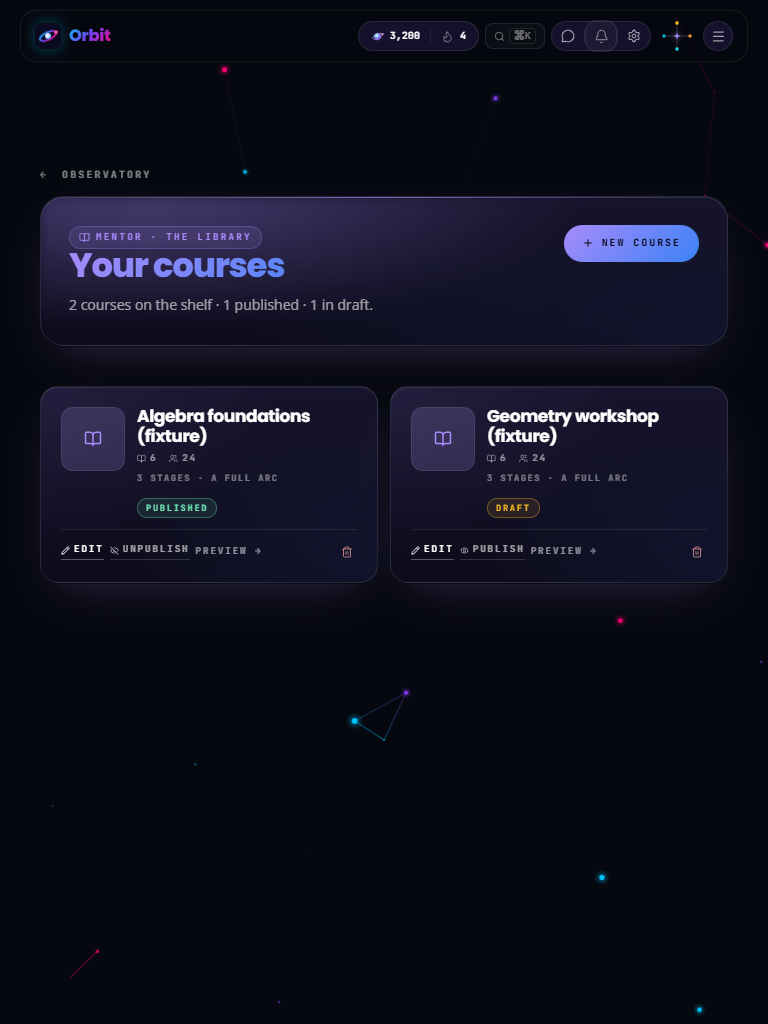 Orbit
3,200 4 ⌘K
← OBSERVATORY
MENTOR · THE LIBRARY
+ NEW COURSE
Your courses
2 courses on the shelf · 1 published · 1 in draft.
Algebra foundations
(fixture)
6 24
3 STAGES · A FULL ARC
PUBLISHED
EDIT UNPUBLISH PREVIEW →
Geometry workshop
(fixture)
6 24
3 STAGES · A FULL ARC
DRAFT
EDIT PUBLISH PREVIEW →